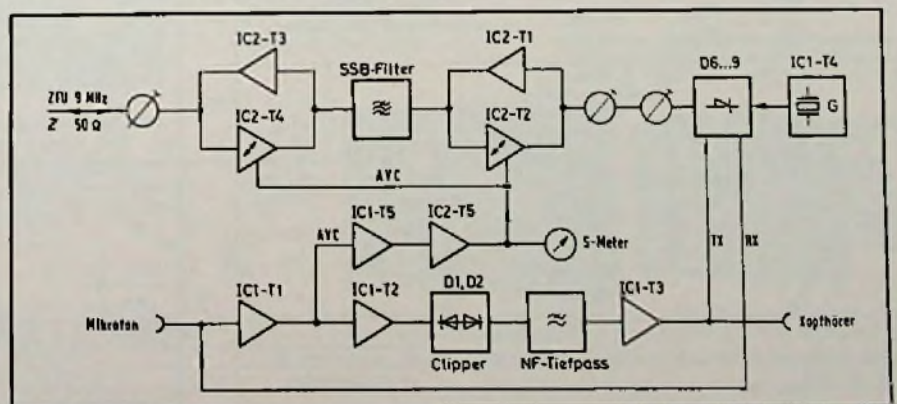 IC2-T3
IC2-T1
SSB-Filter
D6...9
IC1-T4
ZFU 9 MHz
Z 50 Ω
IC2-T4
IC2-T2
G
AVC
IC1-T5
IC2-T5
AVC
S-Meter
TX
RX
IC1-T1
IC1-T2
D1,D2
IC1-T3
Mikrofon
Kopfhörer
Clipper
NF-Tiefpass